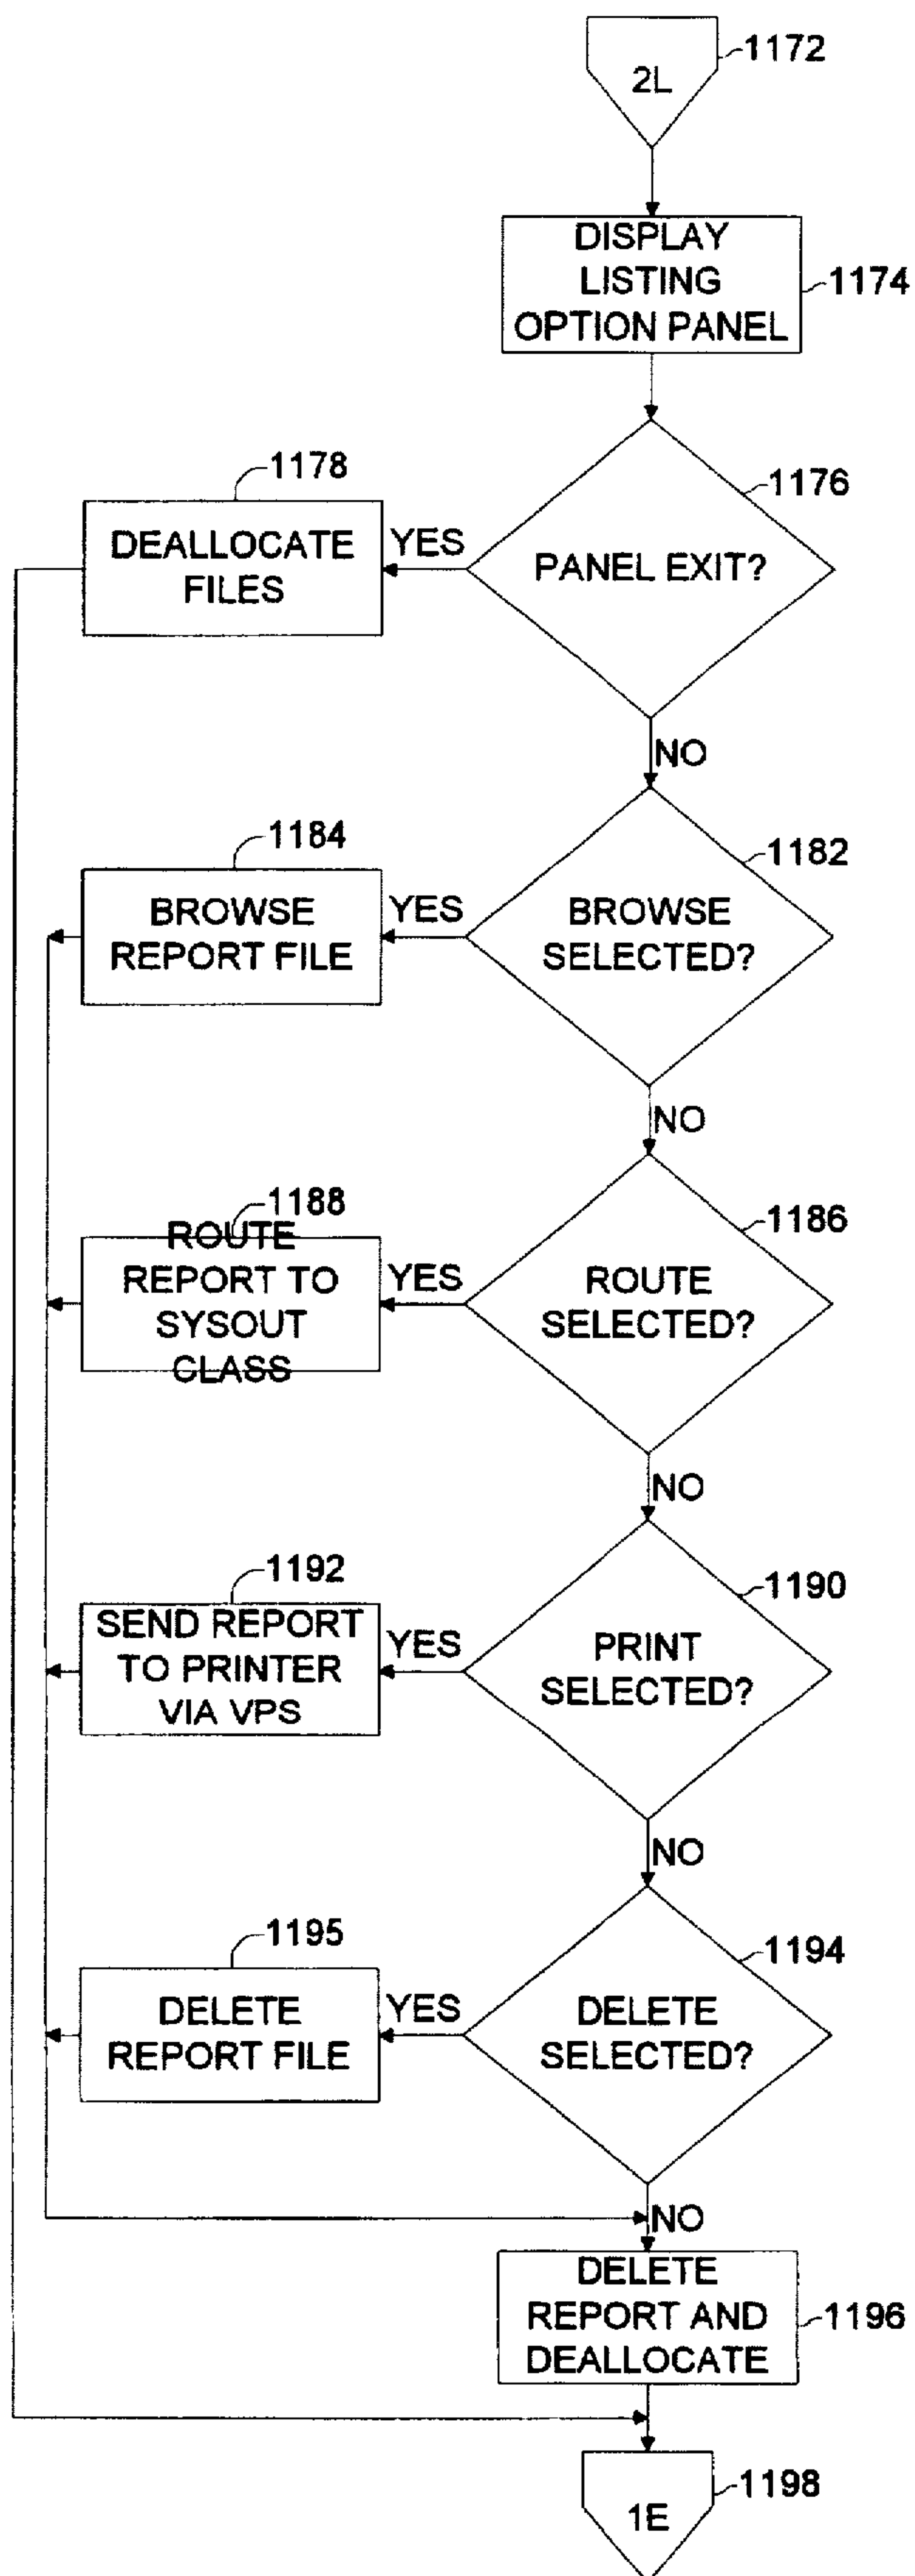 2L
1172
DISPLAY
LISTING
OPTION PANEL
1174
1178
1176
DEALLOCATE
FILES
YES
PANEL EXIT?
NO
1184
1182
BROWSE
REPORT FILE
YES
BROWSE
SELECTED?
NO
1188
1186
ROUTE
REPORT TO
SYSOUT
CLASS
YES
ROUTE
SELECTED?
NO
1192
1190
SEND REPORT
TO PRINTER
VIA VPS
YES
PRINT
SELECTED?
NO
1195
1194
DELETE
REPORT FILE
YES
DELETE
SELECTED?
NO
DELETE
REPORT AND
DEALLOCATE
1196
1E
1198